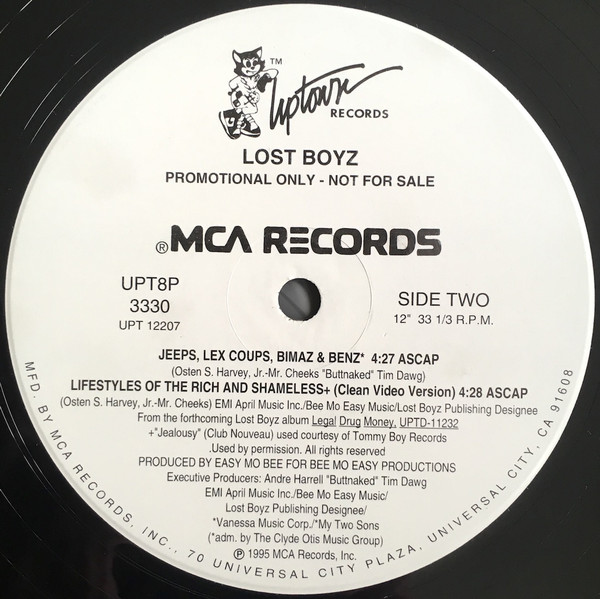 ™
Uptown
RECORDS
LOST BOYZ
PROMOTIONAL ONLY - NOT FOR SALE
®MCA RECORDS
UPT8P
3330
UPT 12207
SIDE TWO
12" 33 1/3 R.P.M.
JEEPS, LEX COUPS, BIMAZ & BENZ* 4:27 ASCAP
(Osten S. Harvey, Jr.-Mr. Cheeks "Buttnaked" Tim Dawg)
LIFESTYLES OF THE RICH AND SHAMELESS+ (Clean Video Version) 4:28 ASCAP
(Osten S. Harvey, Jr.-Mr. Cheeks) EMI April Music Inc./Bee Mo Easy Music/Lost Boyz Publishing Designee
From the forthcoming Lost Boyz album Legal Drug Money, UPTD-11232
+"Jealousy" (Club Nouveau) used courtesy of Tommy Boy Records
.Used by permission. All rights reserved
PRODUCED BY EASY MO BEE FOR BEE MO EASY PRODUCTIONS
Executive Producers: Andre Harrell "Buttnaked" Tim Dawg
EMI April Music Inc./Bee Mo Easy Music/
Lost Boyz Publishing Designee/
*Vanessa Music Corp./*My Two Sons
(*adm. by The Clyde Otis Music Group)
℗ 1995 MCA Records, Inc.
MFD. BY MCA RECORDS, INC., 70 UNIVERSAL CITY PLAZA, UNIVERSAL CITY, CA 91608